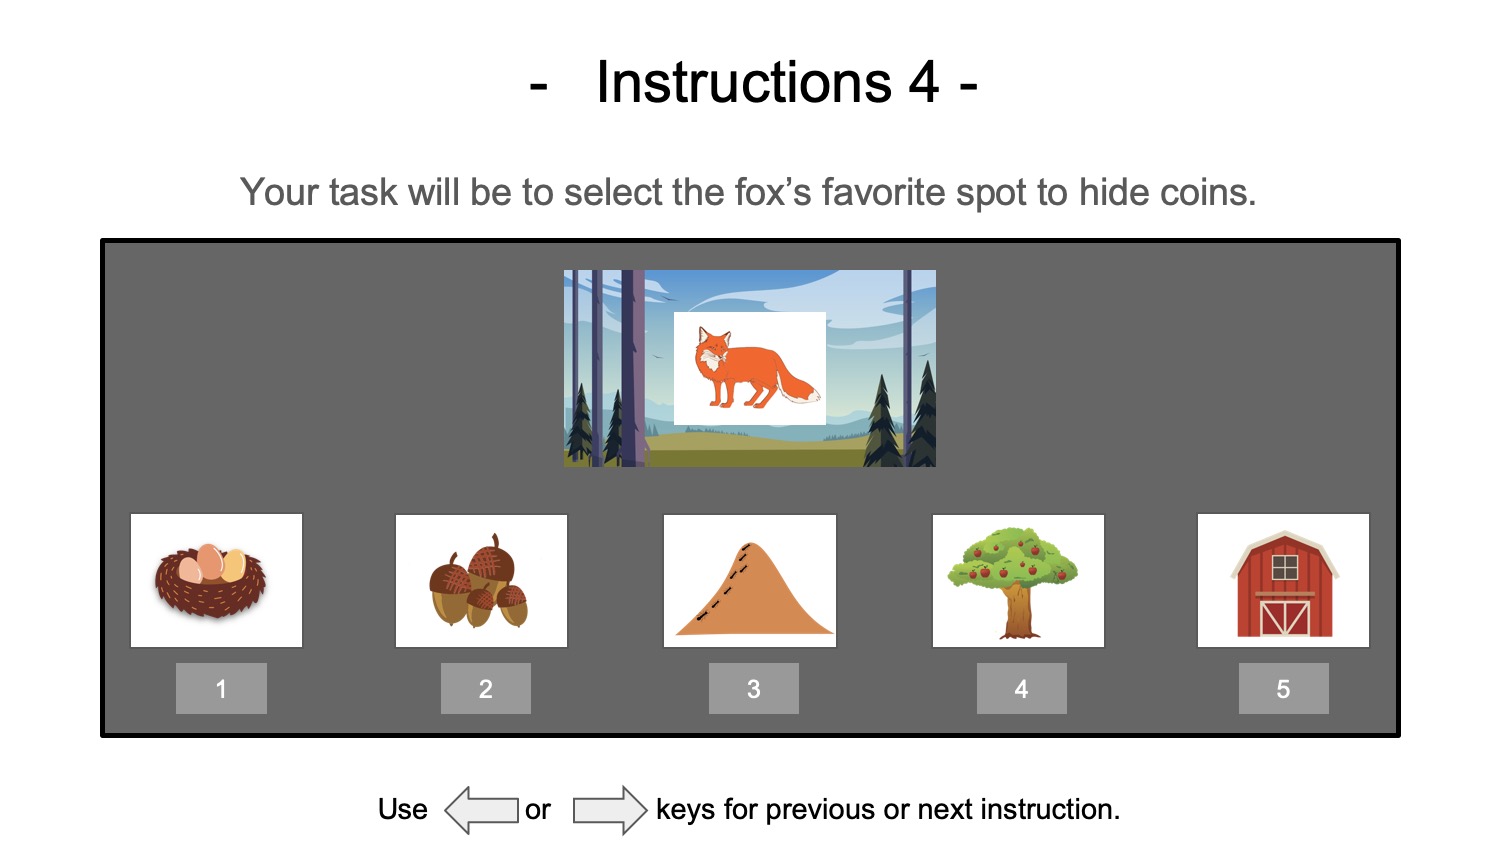 - Instructions 4 -
Your task will be to select the fox’s favorite spot to hide coins.
1 2 3 4 5
Use or keys for previous or next instruction.